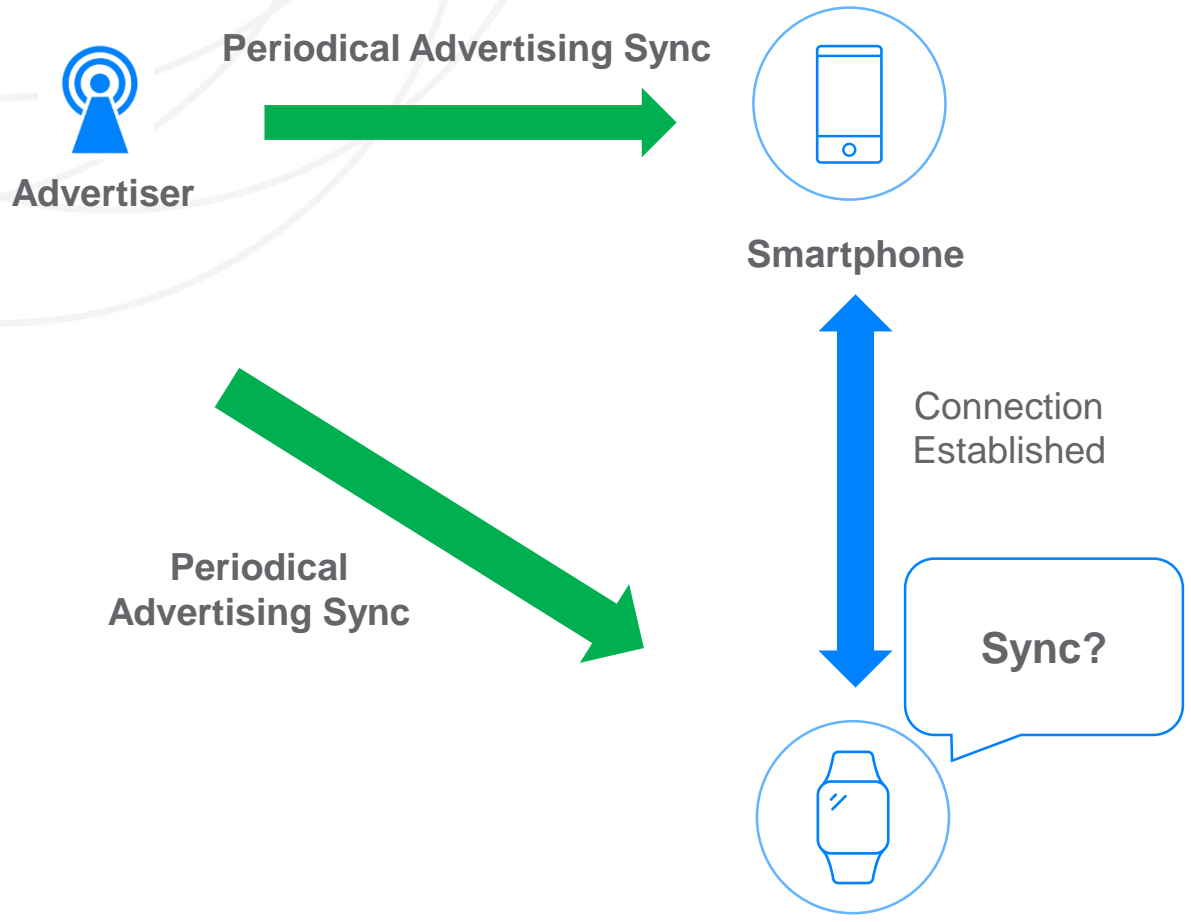 Periodical Advertising Sync
Advertiser
Smartphone
Connection
Established
Periodical
Advertising Sync
Sync?